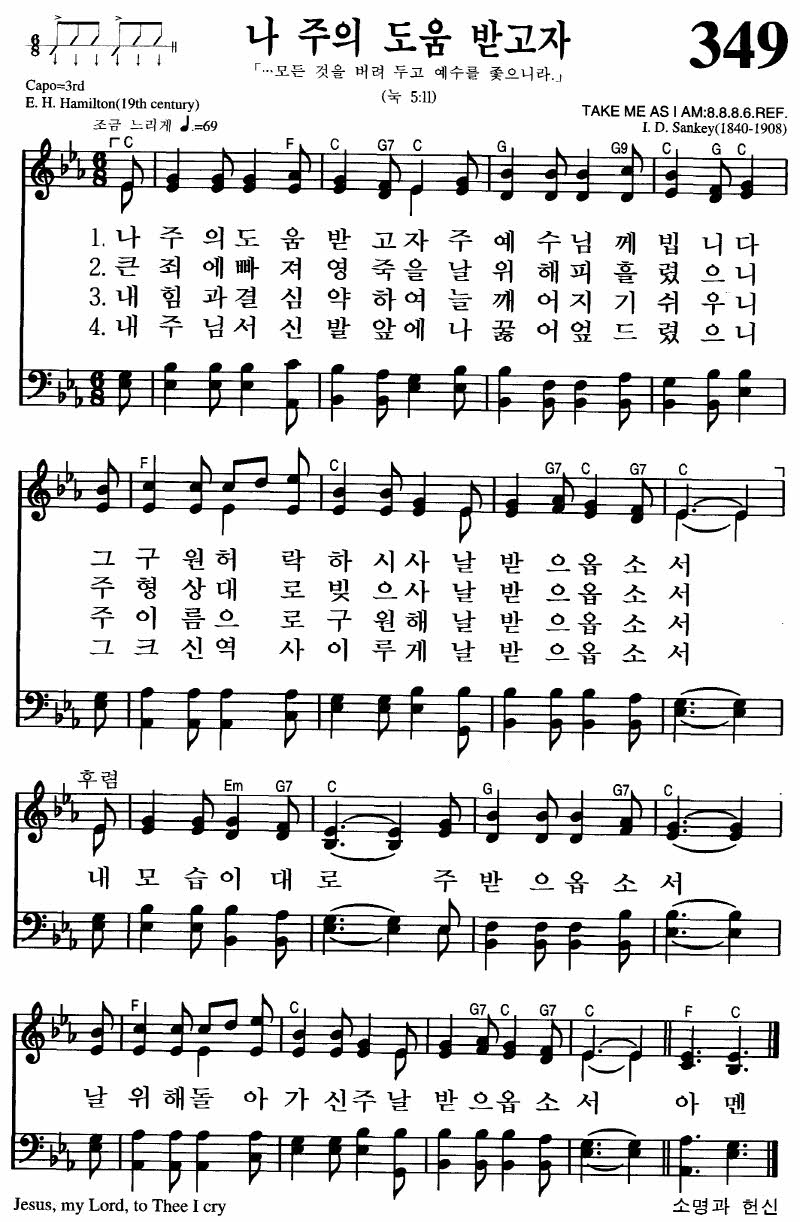 나 주의 도움 받고자
349
「…모든 것을 버려 두고 예수를 좇으니라.」
(눅 5:11)
Capo=3rd
E. H. Hamilton(19th century)
TAKE ME AS I AM:8.8.8.6.REF.
I. D. Sankey(1840-1908)
조금 느리게 ♩.=69
C F C G7 C G G9 C G C
1. 나 주의도움 받고자 주예수님께 빕니다
2. 큰 죄에빠져 영죽을 날위해피 흘렸으니
3. 내 힘과결심 약하여 늘깨어지기 쉬우니
4. 내 주님서신 발앞에 나꿇어엎드렸으니
F C G7 C G7 C
그 구원허락하시사 날 받으옵소서
주 형상대로빚으사 날 받으옵소서
주 이름으로구원해 날 받으옵소서
그 크신역사이루게 날 받으옵소서
후렴
Em G7 C G G7 C
내 모습이대로 주받으옵소서
F C G7 C G7 C F C
날 위해돌아가신주 날 받으옵소서 아멘
Jesus, my Lord, to Thee I cry
소명과 헌신